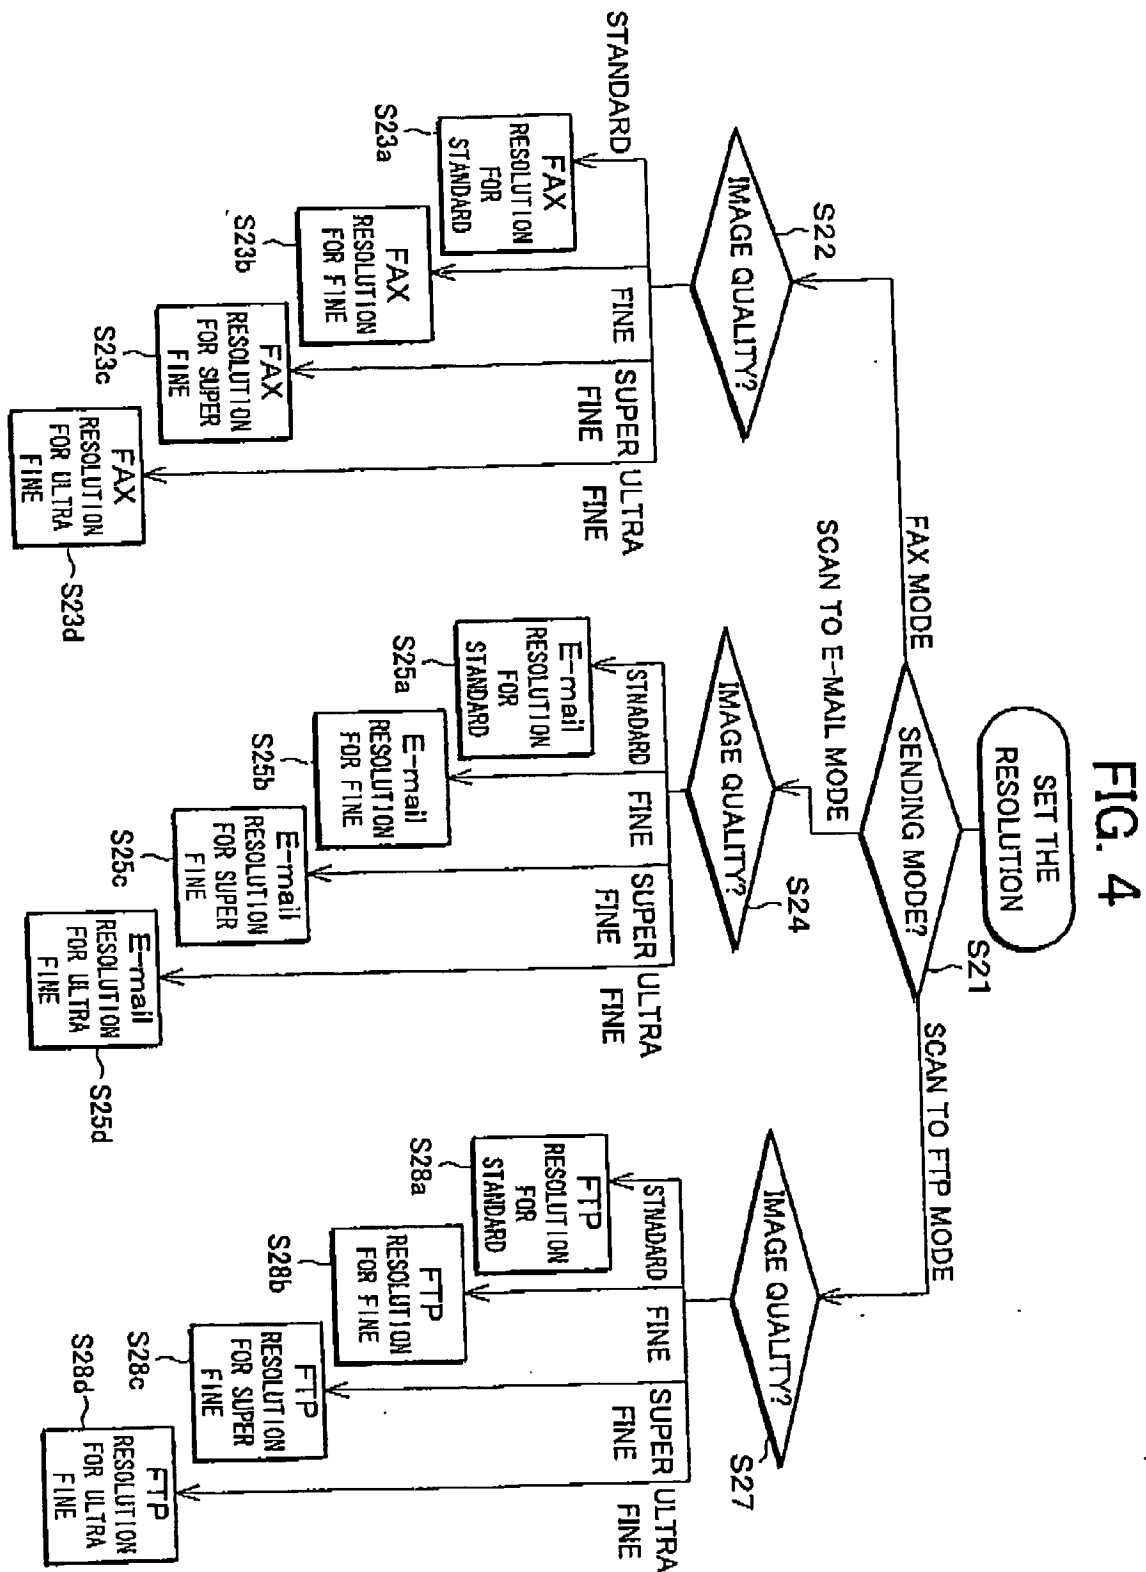 FIG. 4
SET THE
RESOLUTION
SENDING MODE?
S21
FAX MODE
SCAN TO E-MAIL MODE
SCAN TO FTP MODE
IMAGE QUALITY?
S22
IMAGE QUALITY?
S24
IMAGE QUALITY?
S27
STANDARD
FINE
SUPER
FINE
ULTRA
FINE
STNADARD
FINE
SUPER
FINE
ULTRA
FINE
STNADARD
FINE
SUPER
FINE
ULTRA
FINE
FAX
RESOLUTION
FOR
STANDARD
S23a
FAX
RESOLUTION
FOR FINE
S23b
FAX
RESOLUTION
FOR SUPER
FINE
S23c
FAX
RESOLUTION
FOR ULTRA
FINE
S23d
E-mail
RESOLUTION
FOR
STANDARD
S25a
E-mail
RESOLUTION
FOR FINE
S25b
E-mail
RESOLUTION
FOR SUPER
FINE
S25c
E-mail
RESOLUTION
FOR ULTRA
FINE
S25d
FTP
RESOLUTION
FOR
STANDARD
S28a
FTP
RESOLUTION
FOR FINE
S28b
FTP
RESOLUTION
FOR SUPER
FINE
S28c
FTP
RESOLUTION
FOR ULTRA
FINE
S28d